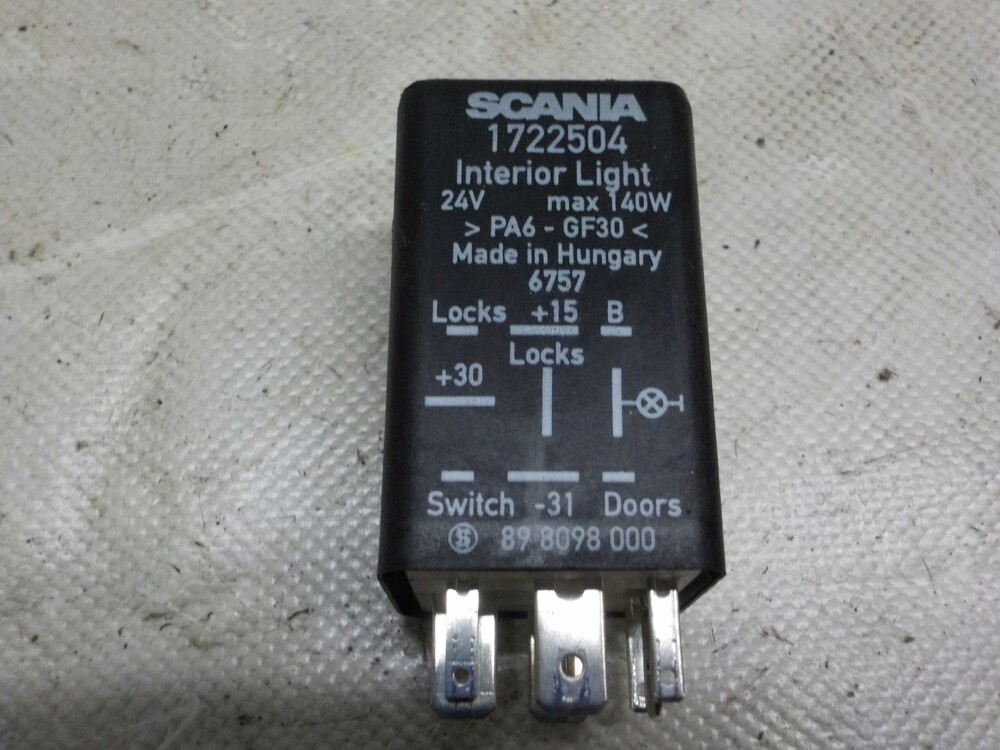 SCANIA
1722504
Interior Light
24V max 140W
> PA6 - GF30 <
Made in Hungary
6757
Locks +15 B
Locks
+30
Switch -31 Doors
89 8098 000